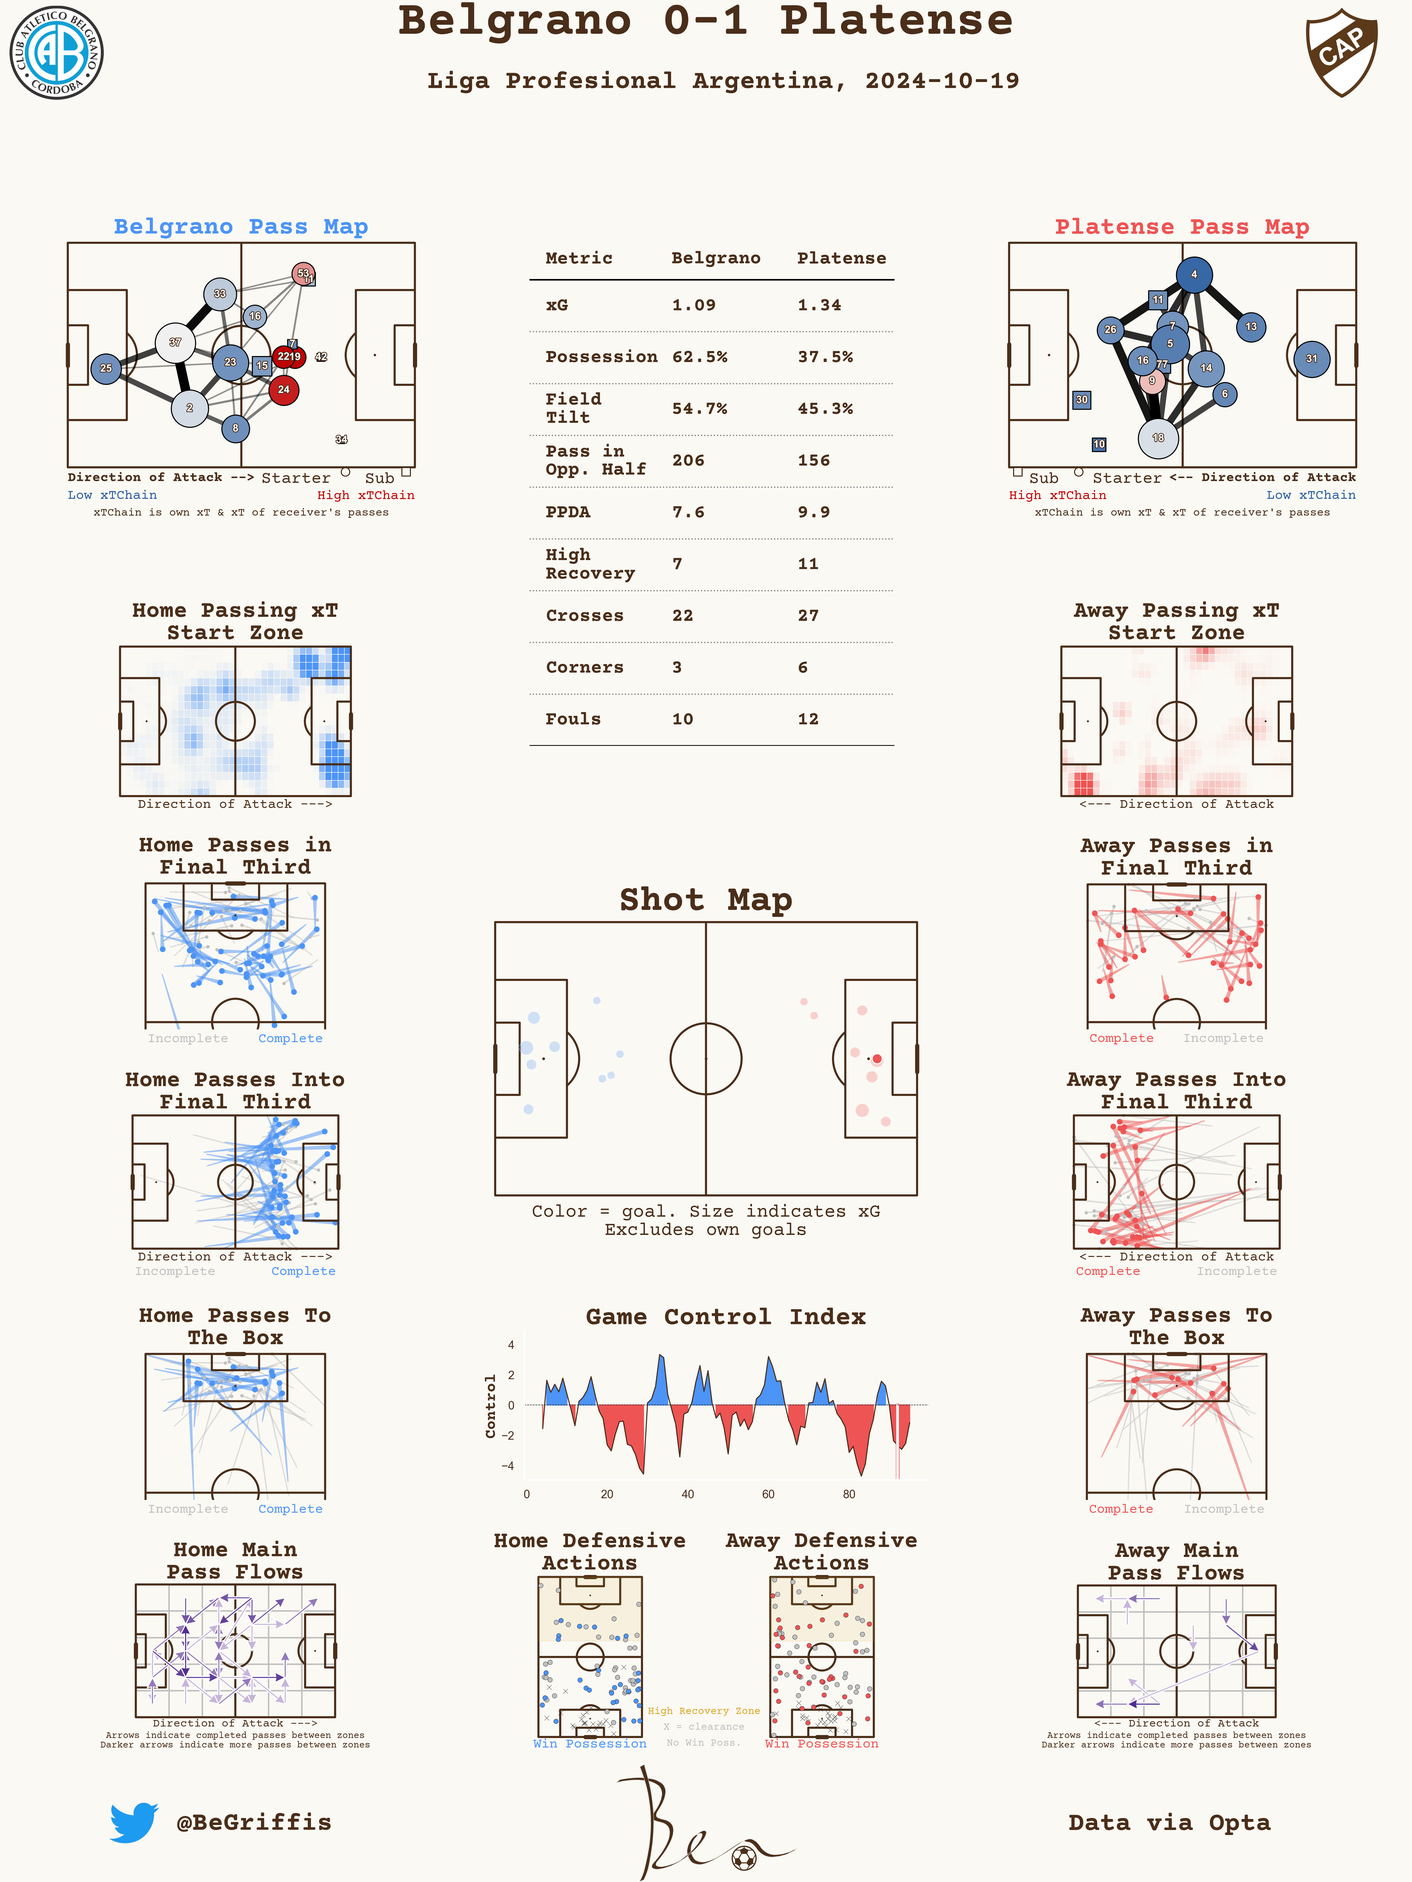 Belgrano 0-1 Platense
Liga Profesional Argentina, 2024-10-19
CLUB ATLETICO BELGRANO
CORDOBA
CAP
Belgrano Pass Map
53
11
33
16
37
7
25
23
15
22
19
42
24
2
8
34
Direction of Attack --> Starter Sub
Low xTChain High xTChain
xTChain is own xT & xT of receiver's passes
Metric Belgrano Platense
xG 1.09 1.34
Possession 62.5% 37.5%
Field
Tilt 54.7% 45.3%
Pass in
Opp. Half 206 156
PPDA 7.6 9.9
High
Recovery 7 11
Crosses 22 27
Corners 3 6
Fouls 10 12
Platense Pass Map
4
11
26
7
13
5
16
77
14
31
9
6
30
18
10
Sub Starter <-- Direction of Attack
High xTChain Low xTChain
xTChain is own xT & xT of receiver's passes
Home Passing xT
Start Zone
Direction of Attack --->
Away Passing xT
Start Zone
<--- Direction of Attack
Home Passes in
Final Third
Incomplete Complete
Away Passes in
Final Third
Complete Incomplete
Shot Map
Color = goal. Size indicates xG
Excludes own goals
Home Passes Into
Final Third
Direction of Attack --->
Incomplete Complete
Away Passes Into
Final Third
<--- Direction of Attack
Complete Incomplete
Home Passes To
The Box
Incomplete Complete
Game Control Index
Control
4
2
0
−2
−4
0 20 40 60 80
Away Passes To
The Box
Complete Incomplete
Home Main
Pass Flows
Direction of Attack --->
Arrows indicate completed passes between zones
Darker arrows indicate more passes between zones
Home Defensive
Actions
Win Possession
Away Defensive
Actions
Win Possession
High Recovery Zone
X = clearance
No Win Poss.
Away Main
Pass Flows
<--- Direction of Attack
Arrows indicate completed passes between zones
Darker arrows indicate more passes between zones
@BeGriffis
Ben
Data via Opta